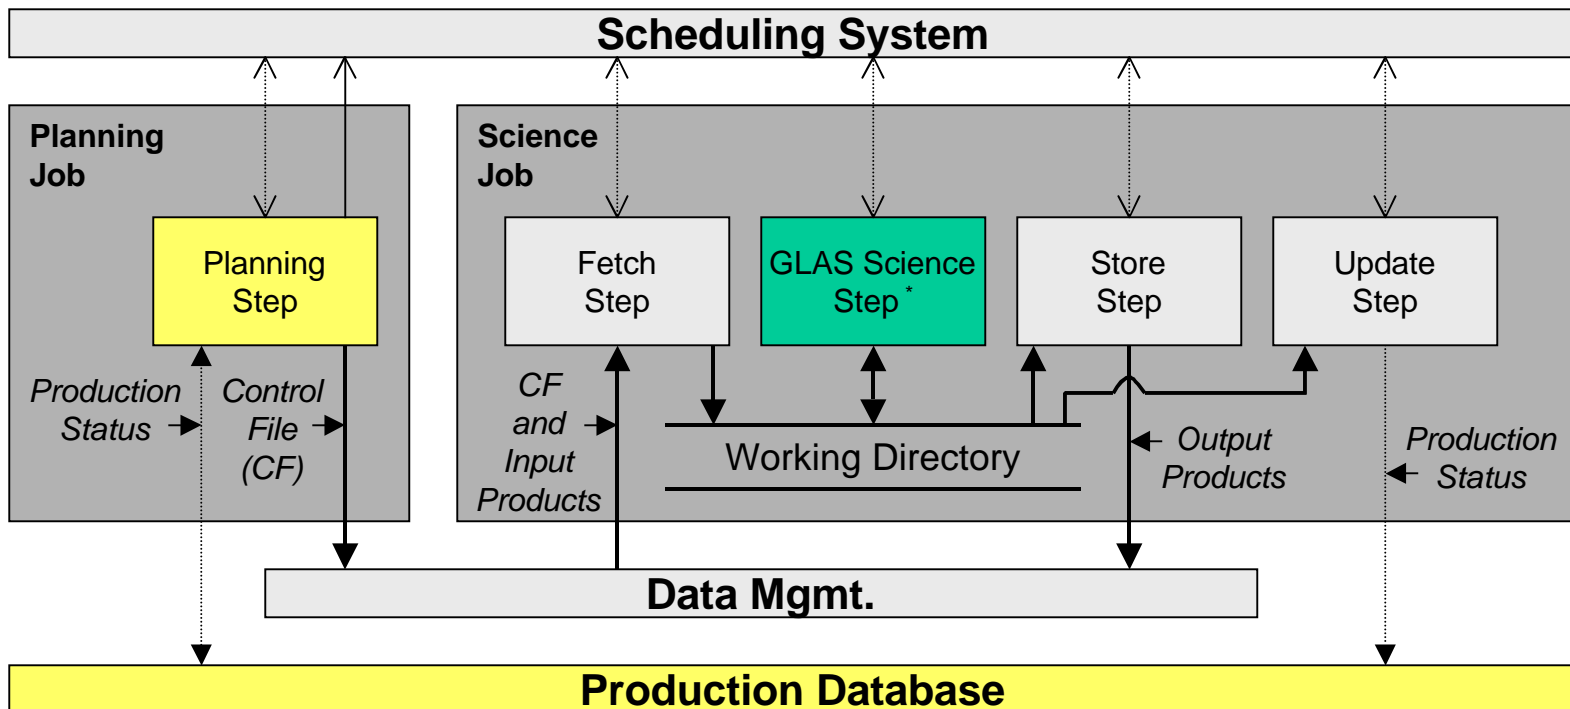 Scheduling System
Planning
Job
Science
Job
Planning
Step
Fetch
Step
GLAS Science
Step *
Store
Step
Update
Step
Production
Status
Control
File
(CF)
CF
and
Input
Products
Working Directory
Output
Products
Production
Status
Data Mgmt.
Production Database